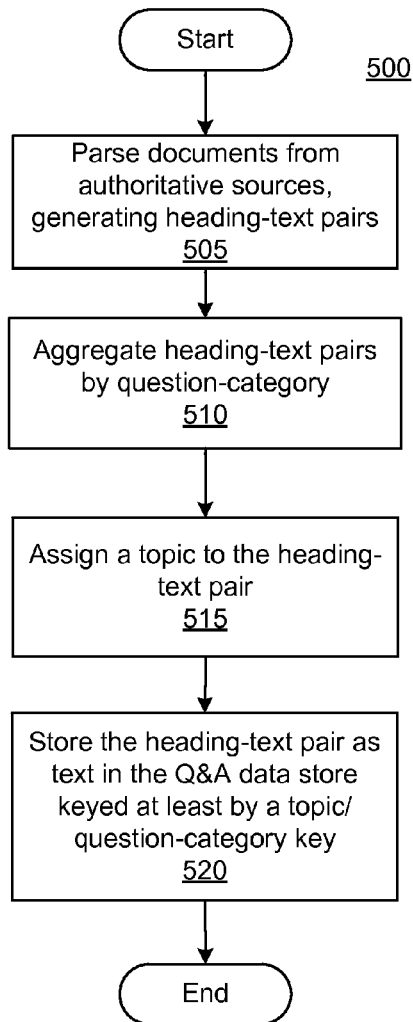 Start
500
Parse documents from
authoritative sources,
generating heading-text pairs
505
Aggregate heading-text pairs
by question-category
510
Assign a topic to the heading-
text pair
515
Store the heading-text pair as
text in the Q&A data store
keyed at least by a topic/
question-category key
520
End